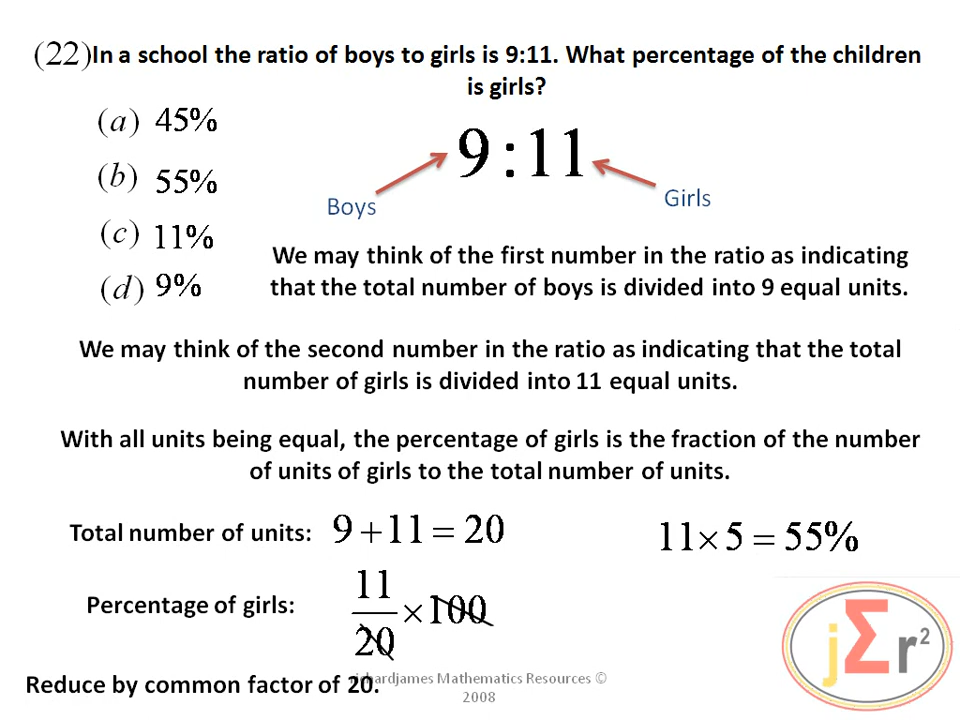 (22) In a school the ratio of boys to girls is 9:11. What percentage of the children
is girls?
(a) 45%
(b) 55%
(c) 11%
(d) 9%
9:11
Boys
Girls
We may think of the first number in the ratio as indicating
that the total number of boys is divided into 9 equal units.
We may think of the second number in the ratio as indicating that the total
number of girls is divided into 11 equal units.
With all units being equal, the percentage of girls is the fraction of the number
of units of girls to the total number of units.
Total number of units: 9 + 11 = 20
11 × 5 = 55%
Percentage of girls: 11/20 × 100
jΣr²
Reduce by common factor of 20.
Mathematics Resources ©
2008